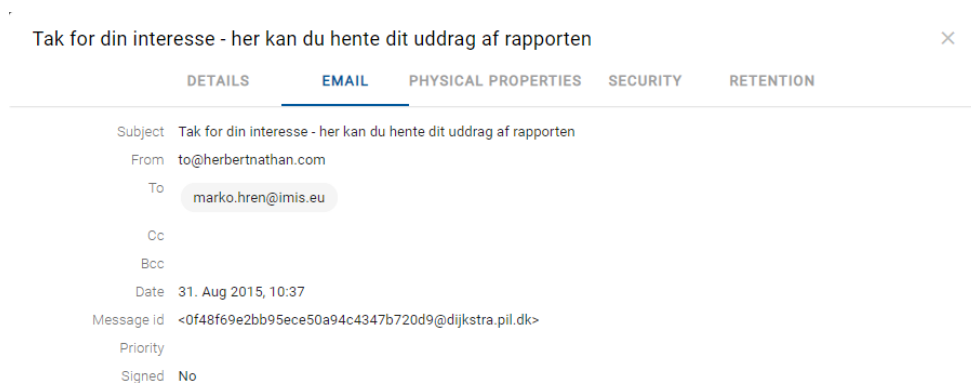 Tak for din interesse - her kan du hente dit uddrag af rapporten
DETAILS EMAIL PHYSICAL PROPERTIES SECURITY RETENTION
Subject Tak for din interesse - her kan du hente dit uddrag af rapporten
From to@herbertnathan.com
To marko.hren@imis.eu
Cc
Bcc
Date 31. Aug 2015, 10:37
Message id <0f48f69e2bb95ece50a94c4347b720d9@dijkstra.pil.dk>
Priority
Signed No